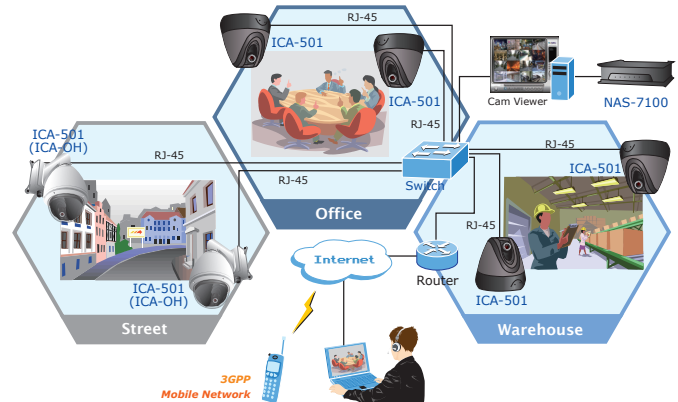 RJ-45
ICA-501
ICA-501
RJ-45
Cam Viewer
NAS-7100
ICA-501
(ICA-OH)
RJ-45
RJ-45
ICA-501
RJ-45
Switch
Office
RJ-45
Internet
Router
ICA-501
ICA-501
(ICA-OH)
Street
Warehouse
3GPP
Mobile Network